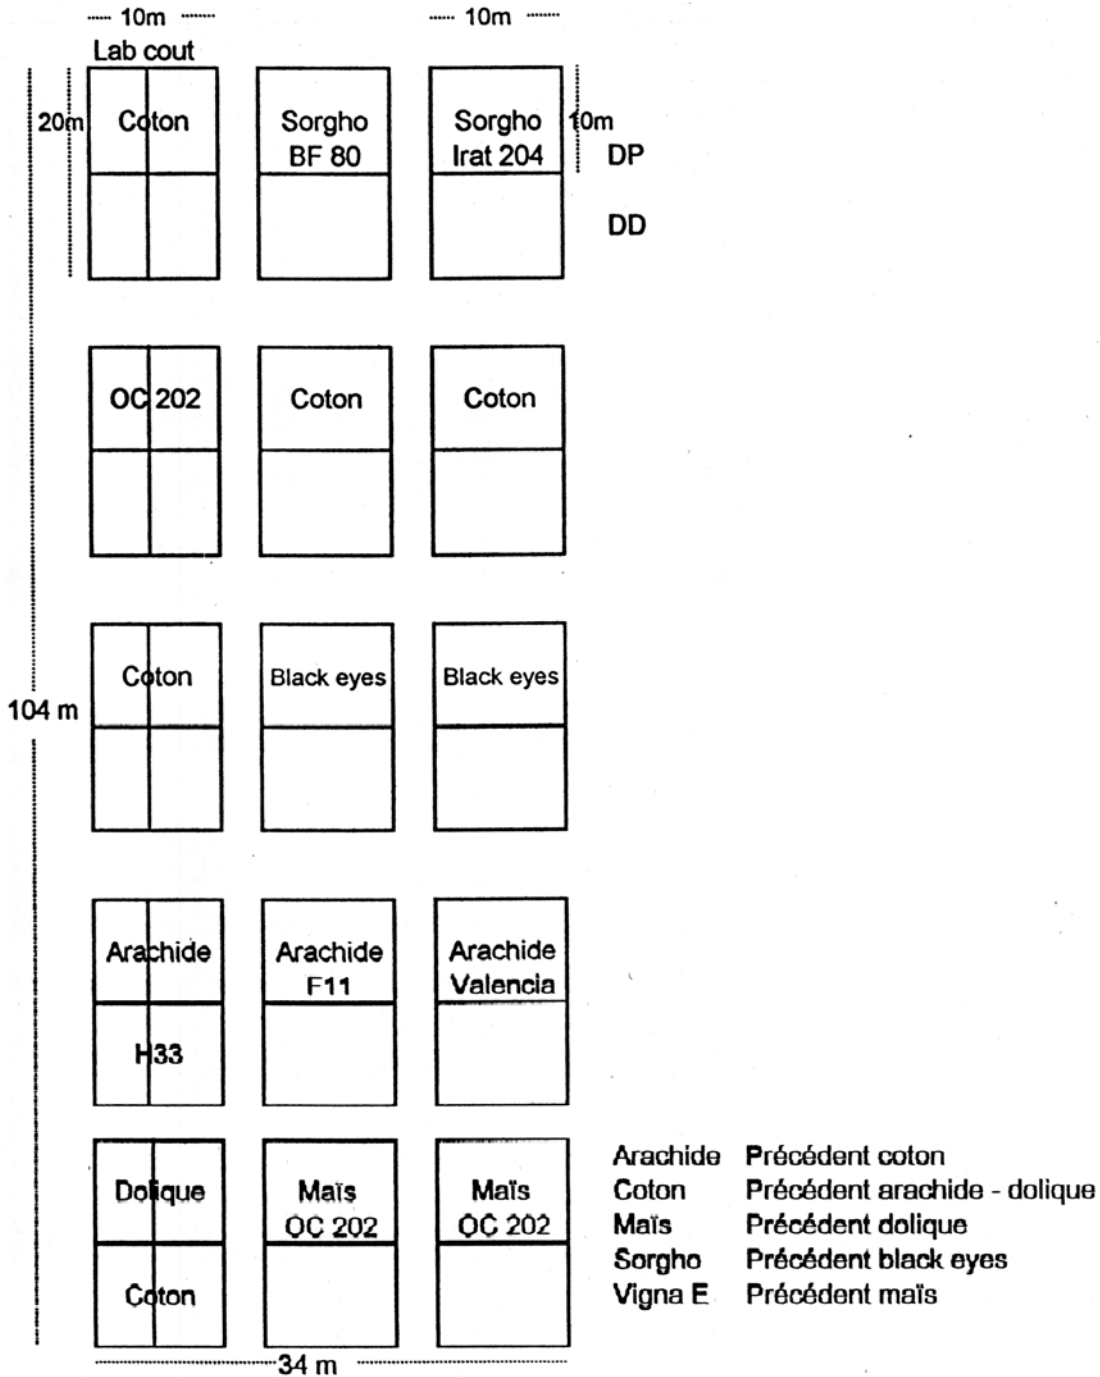 10m 10m
Lab cout
20m Coton Sorgho BF 80 Sorgho Irat 204 10m
DP
DD
OC 202 Coton Coton
Coton Black eyes Black eyes
104 m
Arachide Arachide F11 Arachide Valencia
H33
Dolique Maïs OC 202 Maïs OC 202
Coton
Arachide Précédent coton
Coton Précédent arachide - dolique
Maïs Précédent dolique
Sorgho Précédent black eyes
Vigna E Précédent maïs
34 m